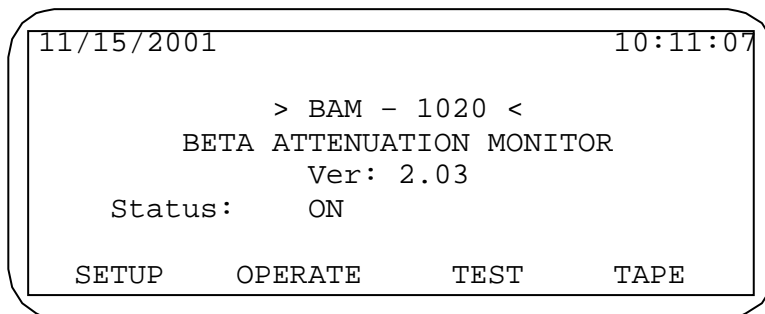 11/15/2001 10:11:07
> BAM – 1020 <
BETA ATTENUATION MONITOR
Ver: 2.03
Status: ON
SETUP OPERATE TEST TAPE